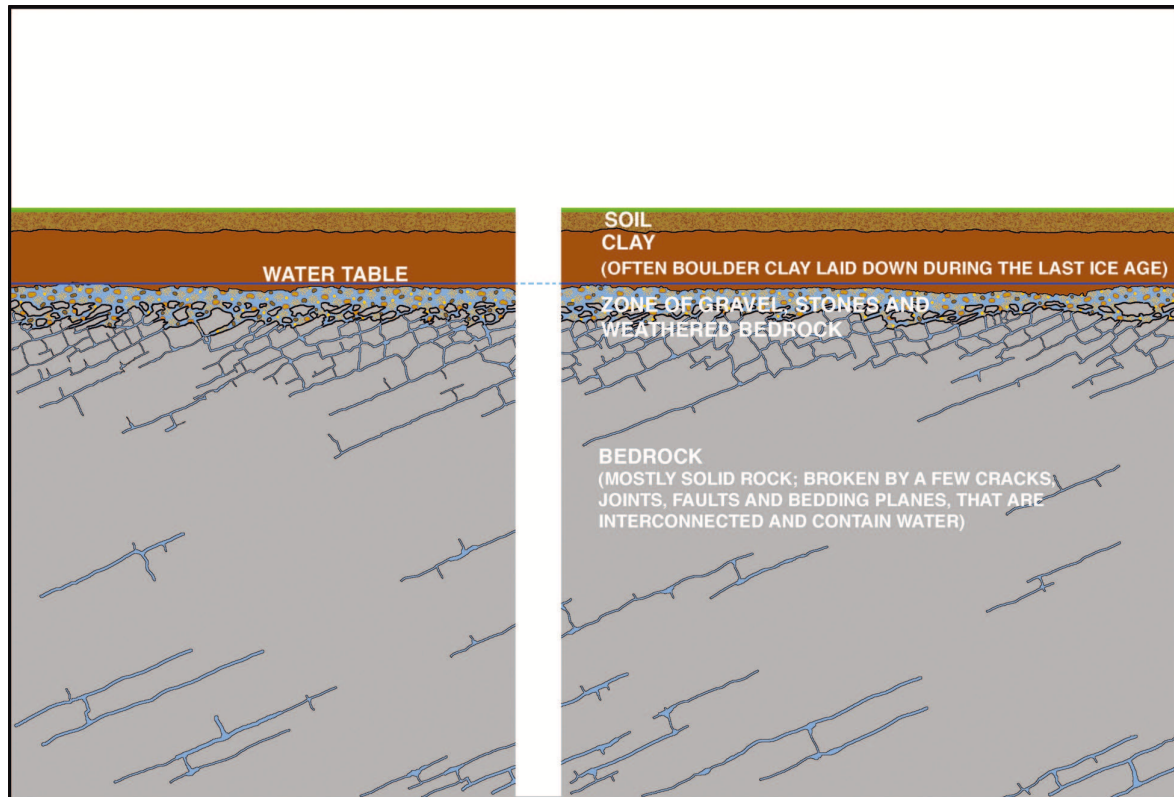 SOIL
CLAY
(OFTEN BOULDER CLAY LAID DOWN DURING THE LAST ICE AGE)
WATER TABLE
ZONE OF GRAVEL, STONES AND
WEATHERED BEDROCK
BEDROCK
(MOSTLY SOLID ROCK; BROKEN BY A FEW CRACKS,
JOINTS, FAULTS AND BEDDING PLANES, THAT ARE
INTERCONNECTED AND CONTAIN WATER)